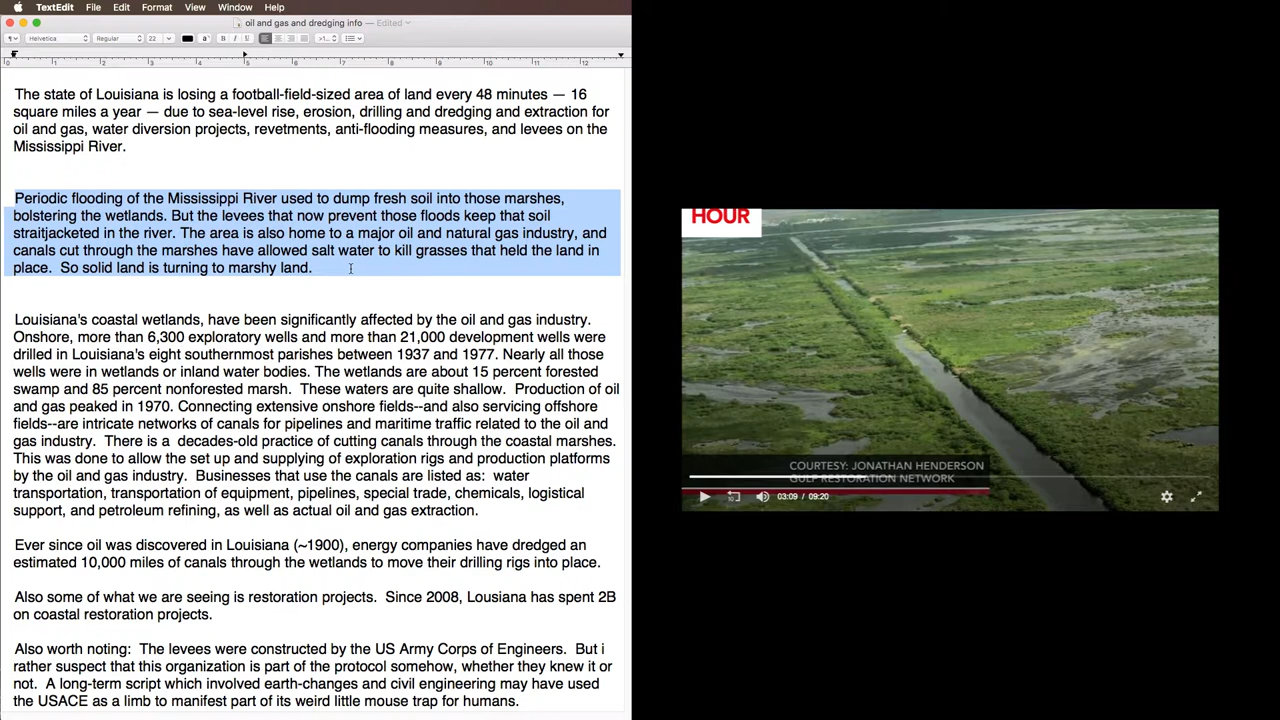 TextEdit File Edit Format View Window Help
oil and gas and dredging info — Edited
Helvetica Regular 22 B I U
0 1 2 3 4 5 6 7 8 9 10 11 12
The state of Louisiana is losing a football-field-sized area of land every 48 minutes — 16
square miles a year — due to sea-level rise, erosion, drilling and dredging and extraction for
oil and gas, water diversion projects, revetments, anti-flooding measures, and levees on the
Mississippi River.
Periodic flooding of the Mississippi River used to dump fresh soil into those marshes,
bolstering the wetlands. But the levees that now prevent those floods keep that soil
straitjacketed in the river. The area is also home to a major oil and natural gas industry, and
canals cut through the marshes have allowed salt water to kill grasses that held the land in
place.  So solid land is turning to marshy land.
Louisiana's coastal wetlands, have been significantly affected by the oil and gas industry.
Onshore, more than 6,300 exploratory wells and more than 21,000 development wells were
drilled in Louisiana's eight southernmost parishes between 1937 and 1977. Nearly all those
wells were in wetlands or inland water bodies. The wetlands are about 15 percent forested
swamp and 85 percent nonforested marsh.  These waters are quite shallow.  Production of oil
and gas peaked in 1970. Connecting extensive onshore fields--and also servicing offshore
fields--are intricate networks of canals for pipelines and maritime traffic related to the oil and
gas industry.  There is a  decades-old practice of cutting canals through the coastal marshes.
This was done to allow the set up and supplying of exploration rigs and production platforms
by the oil and gas industry.  Businesses that use the canals are listed as:  water
transportation, transportation of equipment, pipelines, special trade, chemicals, logistical
support, and petroleum refining, as well as actual oil and gas extraction.
Ever since oil was discovered in Louisiana (~1900), energy companies have dredged an
estimated 10,000 miles of canals through the wetlands to move their drilling rigs into place.
Also some of what we are seeing is restoration projects.  Since 2008, Lousiana has spent 2B
on coastal restoration projects.
Also worth noting:  The levees were constructed by the US Army Corps of Engineers.  But i
rather suspect that this organization is part of the protocol somehow, whether they knew it or
not.  A long-term script which involved earth-changes and civil engineering may have used
the USACE as a limb to manifest part of its weird little mouse trap for humans.
HOUR
COURTESY: JONATHAN HENDERSON
GULF RESTORATION NETWORK
03:09 / 09:20